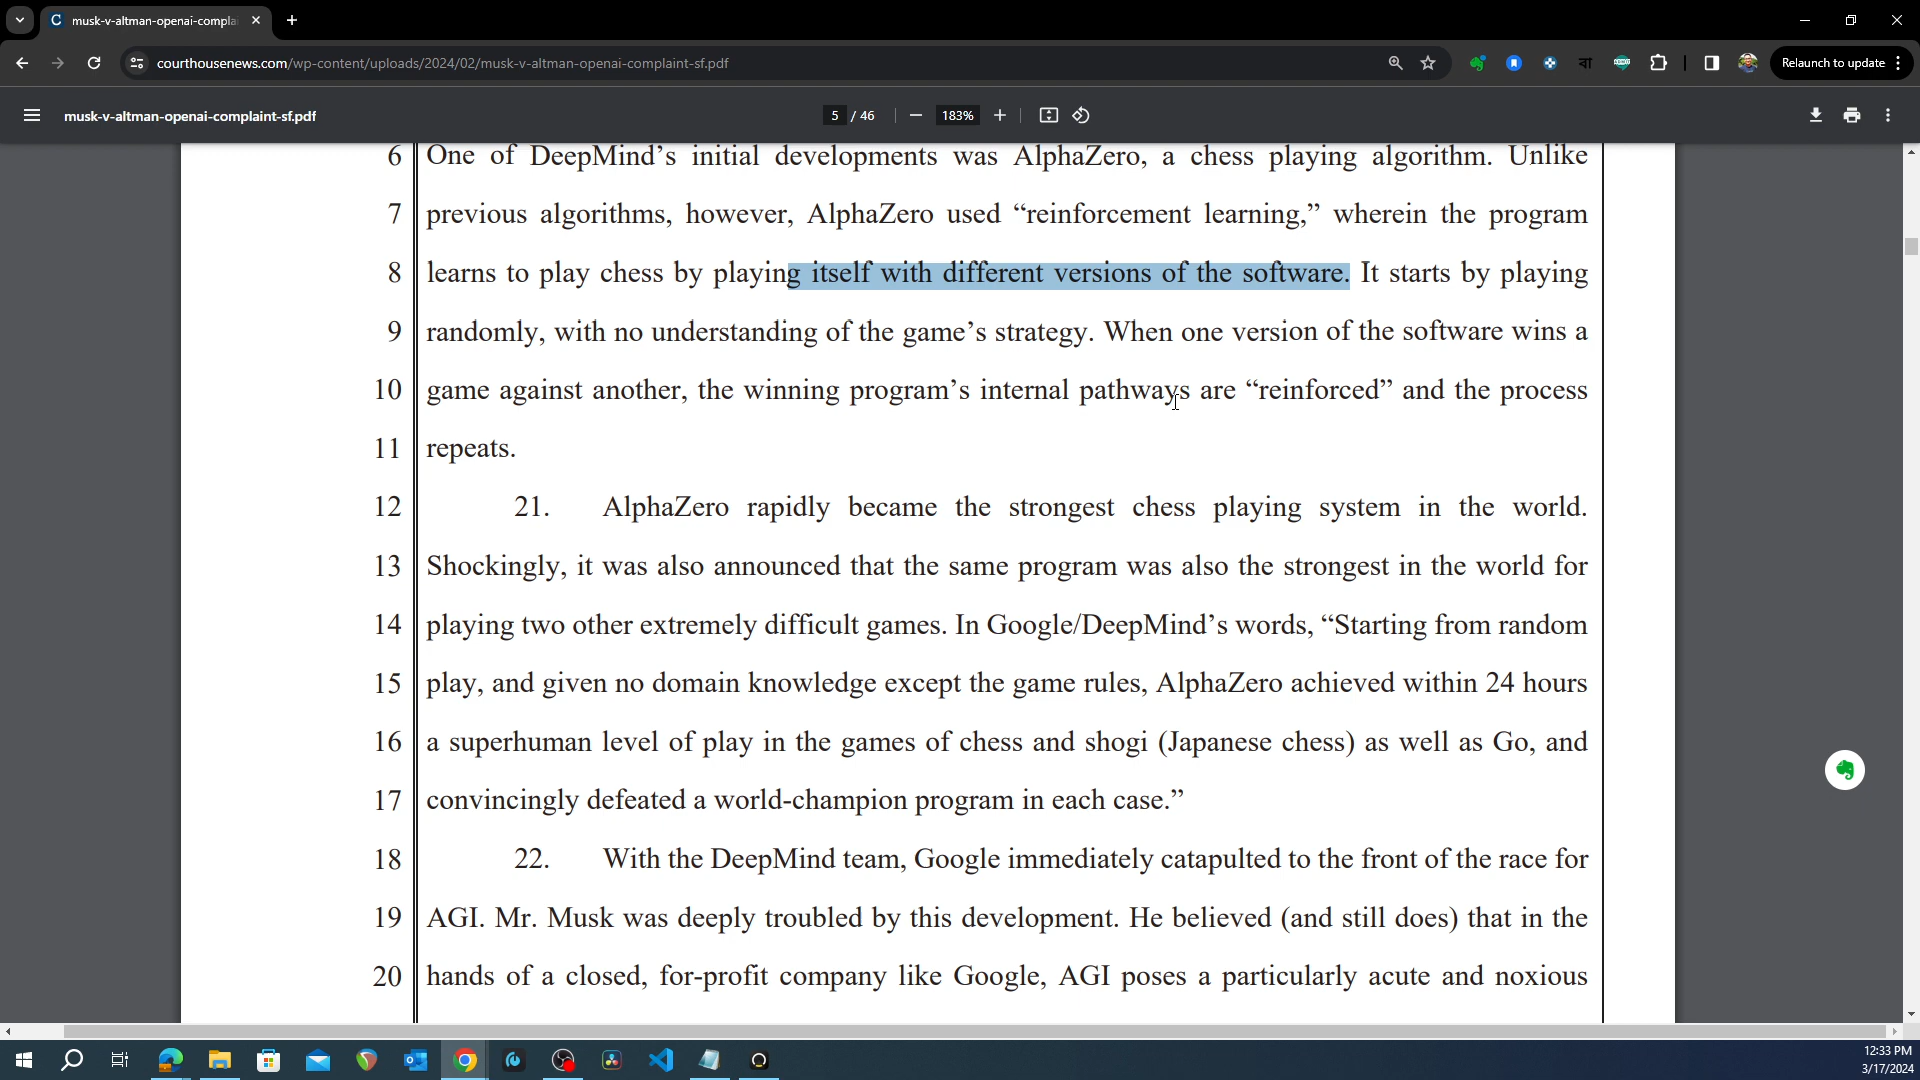 musk-v-altman-openai-compla
courthousenews.com/wp-content/uploads/2024/02/musk-v-altman-openai-complaint-sf.pdf
Relaunch to update
musk-v-altman-openai-complaint-sf.pdf
5 / 46
183%
6 One of DeepMind’s initial developments was AlphaZero, a chess playing algorithm. Unlike
7 previous algorithms, however, AlphaZero used “reinforcement learning,” wherein the program
8 learns to play chess by playing itself with different versions of the software. It starts by playing
9 randomly, with no understanding of the game’s strategy. When one version of the software wins a
10 game against another, the winning program’s internal pathways are “reinforced” and the process
11 repeats.
12 21. AlphaZero rapidly became the strongest chess playing system in the world.
13 Shockingly, it was also announced that the same program was also the strongest in the world for
14 playing two other extremely difficult games. In Google/DeepMind’s words, “Starting from random
15 play, and given no domain knowledge except the game rules, AlphaZero achieved within 24 hours
16 a superhuman level of play in the games of chess and shogi (Japanese chess) as well as Go, and
17 convincingly defeated a world-champion program in each case.”
18 22. With the DeepMind team, Google immediately catapulted to the front of the race for
19 AGI. Mr. Musk was deeply troubled by this development. He believed (and still does) that in the
20 hands of a closed, for-profit company like Google, AGI poses a particularly acute and noxious
12:33 PM
3/17/2024